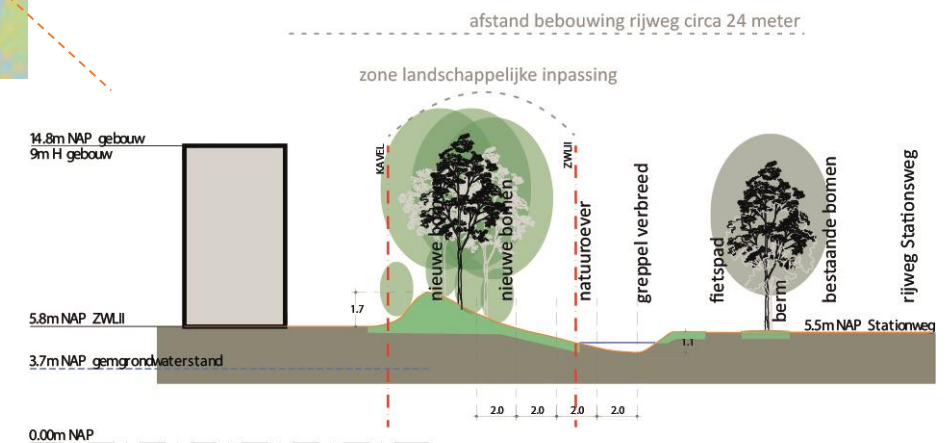 afstand bebouwing rijweg circa 24 meter
zone landschappelijke inpassing
14.8m NAP gebouw
9m H gebouw
KAVEL
ZWLII
nieuwe bomen
nieuwe bomen
natuuroever
greppel verbreed
fietspad
berm
bestaande bomen
rijweg Stationsweg
1.7
5.8m NAP ZWLII
5.5m NAP Stationweg
1.1
3.7m NAP gemgrondwaterstand
2.0 2.0 2.0 2.0
0.00m NAP